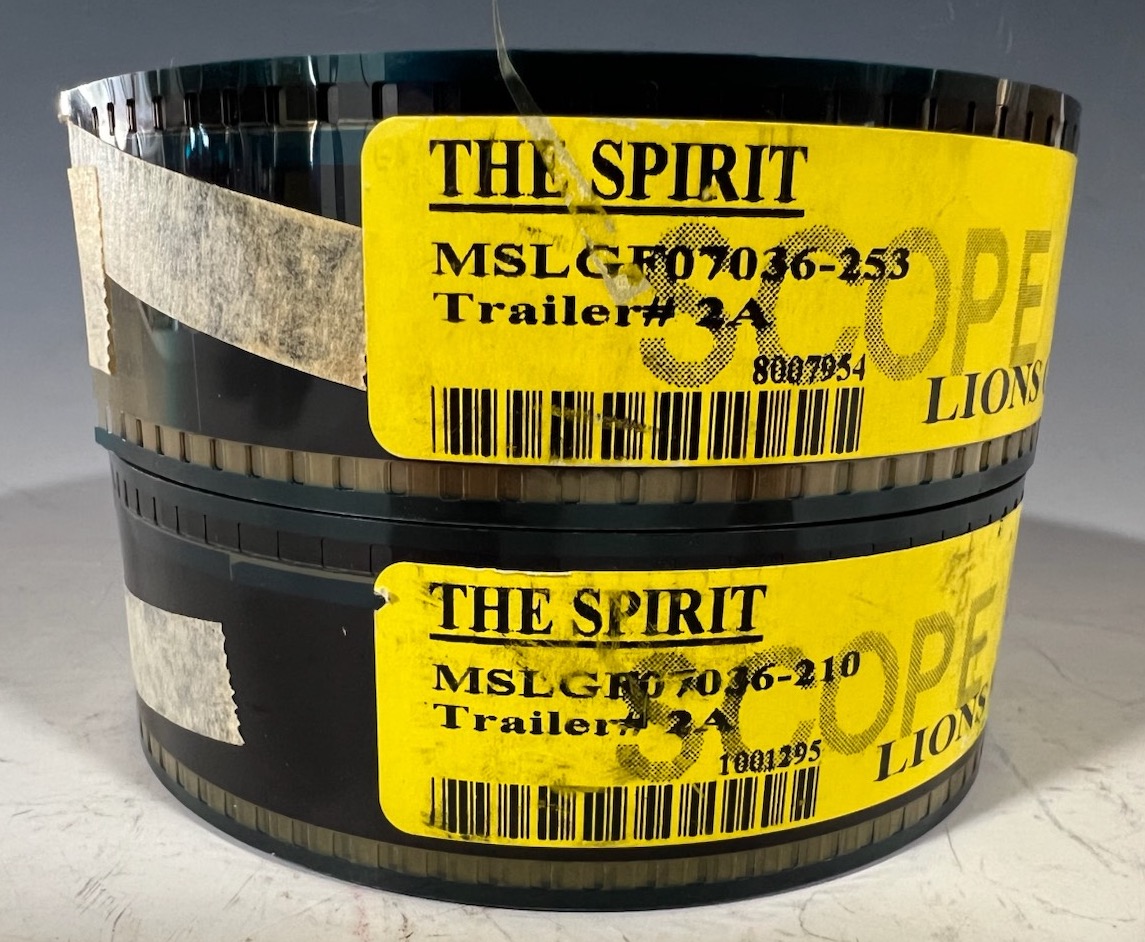 THE SPIRIT
MSLGF07036-253
Trailer# 2A
SCOPE
8007954
LIONS
THE SPIRIT
MSLGF07036-210
Trailer# 2A
SCOPE
1001295
LIONS